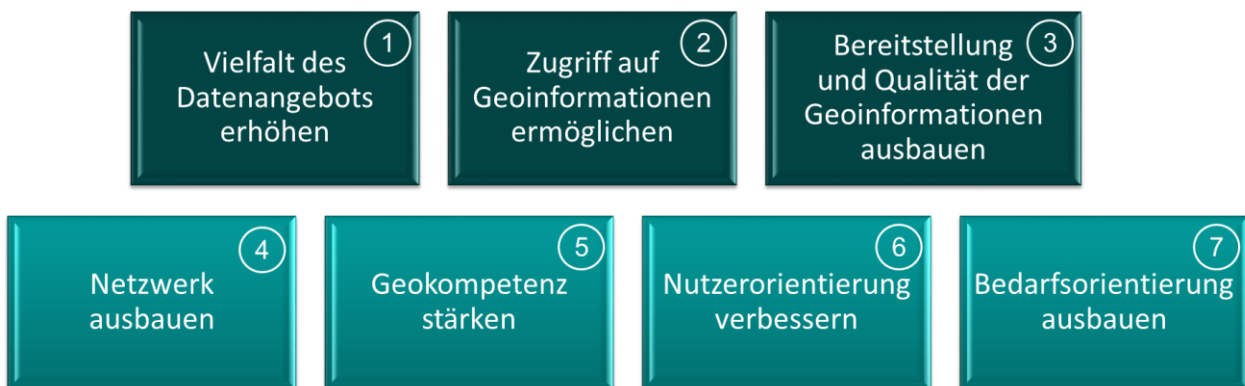 1
Vielfalt des
Datenangebots
erhöhen
2
Zugriff auf
Geoinformationen
ermöglichen
3
Bereitstellung
und Qualität der
Geoinformationen
ausbauen
4
Netzwerk
ausbauen
5
Geokompetenz
stärken
6
Nutzerorientierung
verbessern
7
Bedarfsorientierung
ausbauen